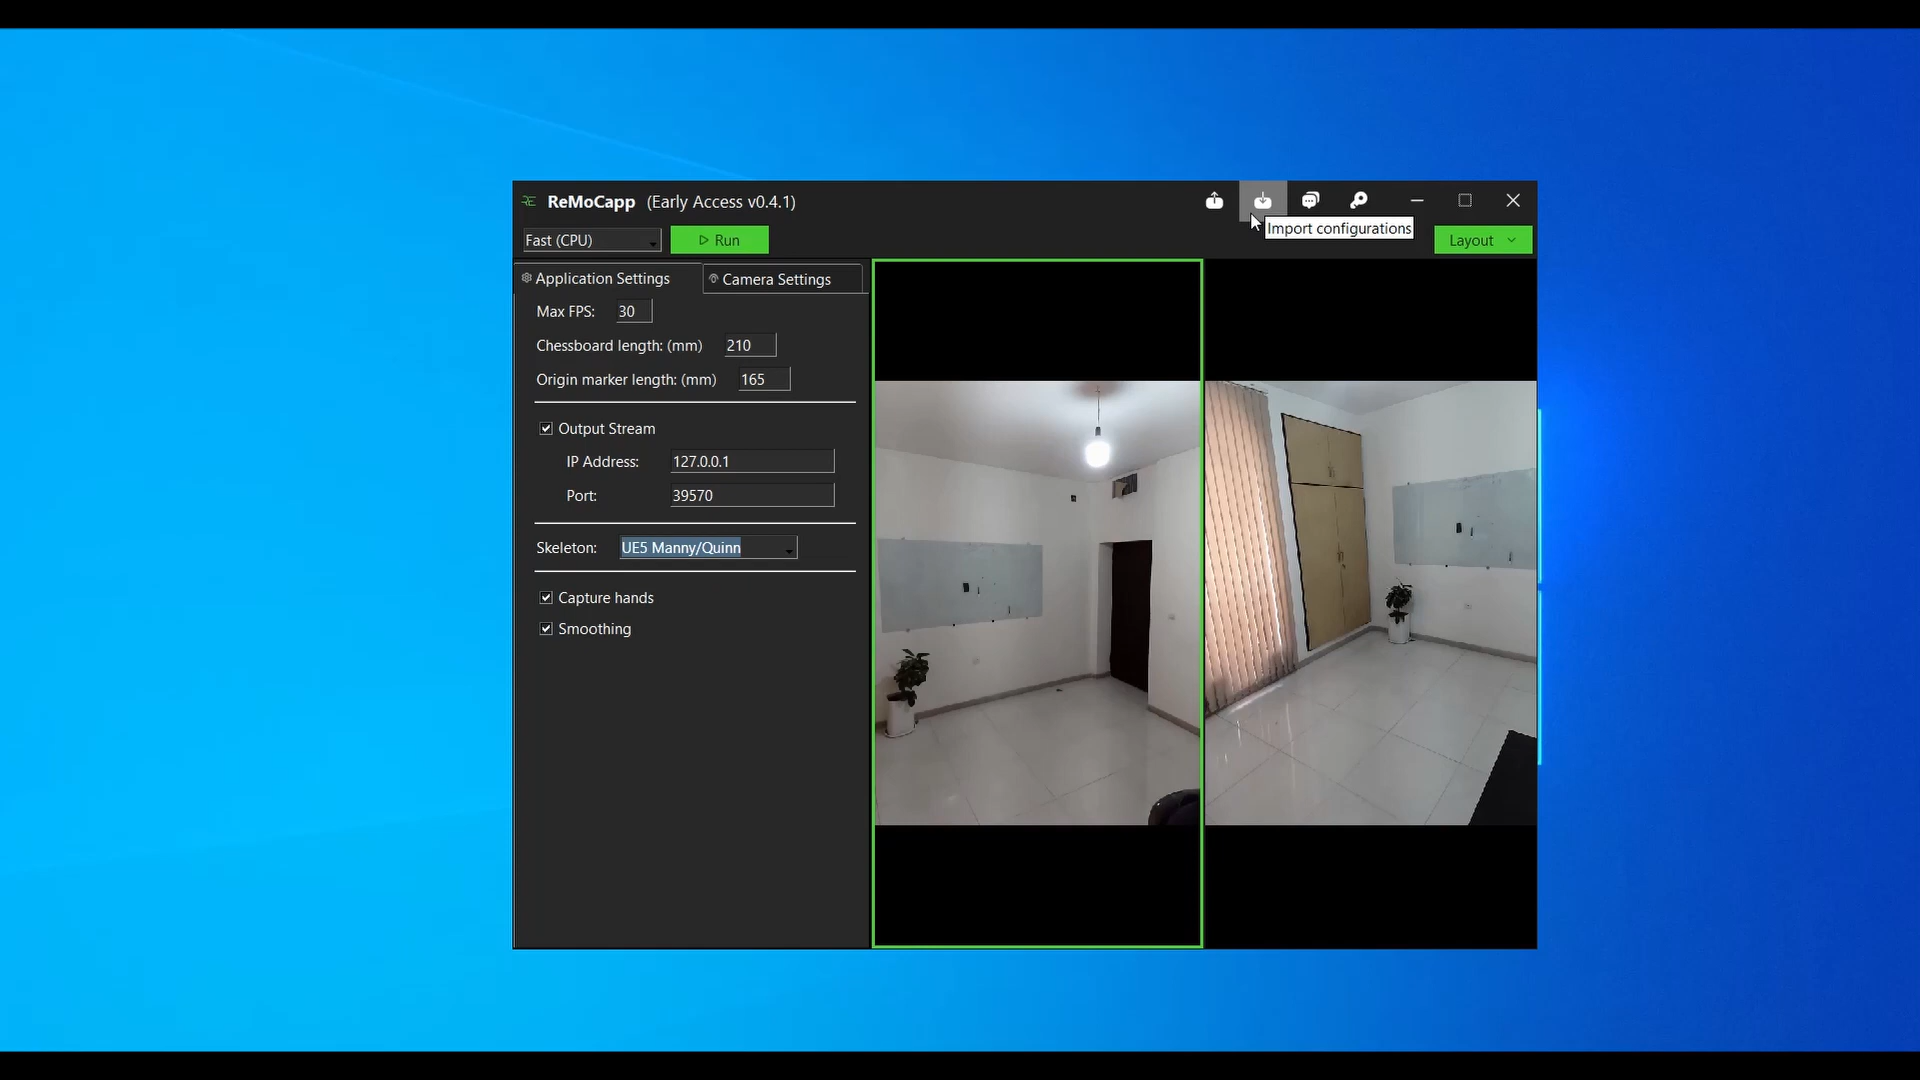 ReMoCapp (Early Access v0.4.1)
Import configurations
Fast (CPU)
Run
Layout
Application Settings
Camera Settings
Max FPS: 30
Chessboard length: (mm) 210
Origin marker length: (mm) 165
Output Stream
IP Address: 127.0.0.1
Port: 39570
Skeleton: UE5 Manny/Quinn
Capture hands
Smoothing